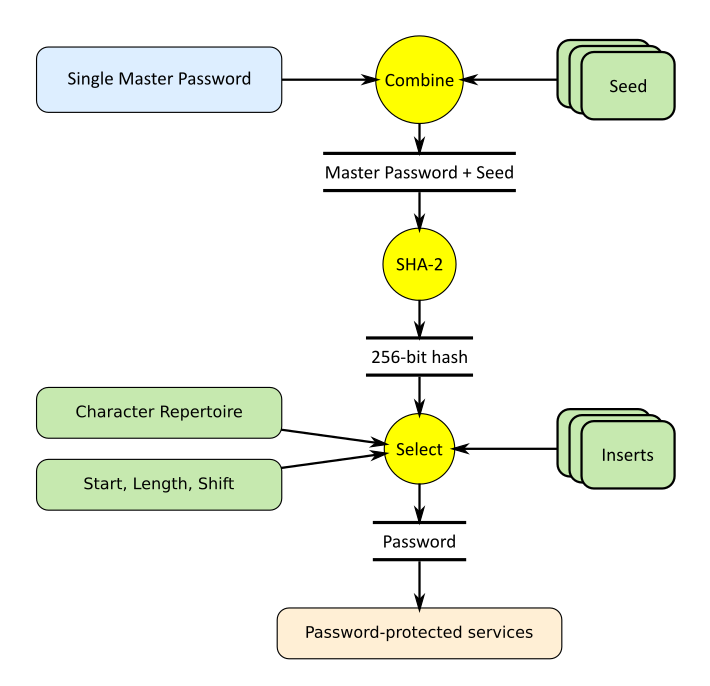 Single Master Password
Combine
Seed
Master Password + Seed
SHA-2
256-bit hash
Character Repertoire
Start, Length, Shift
Select
Inserts
Password
Password-protected services